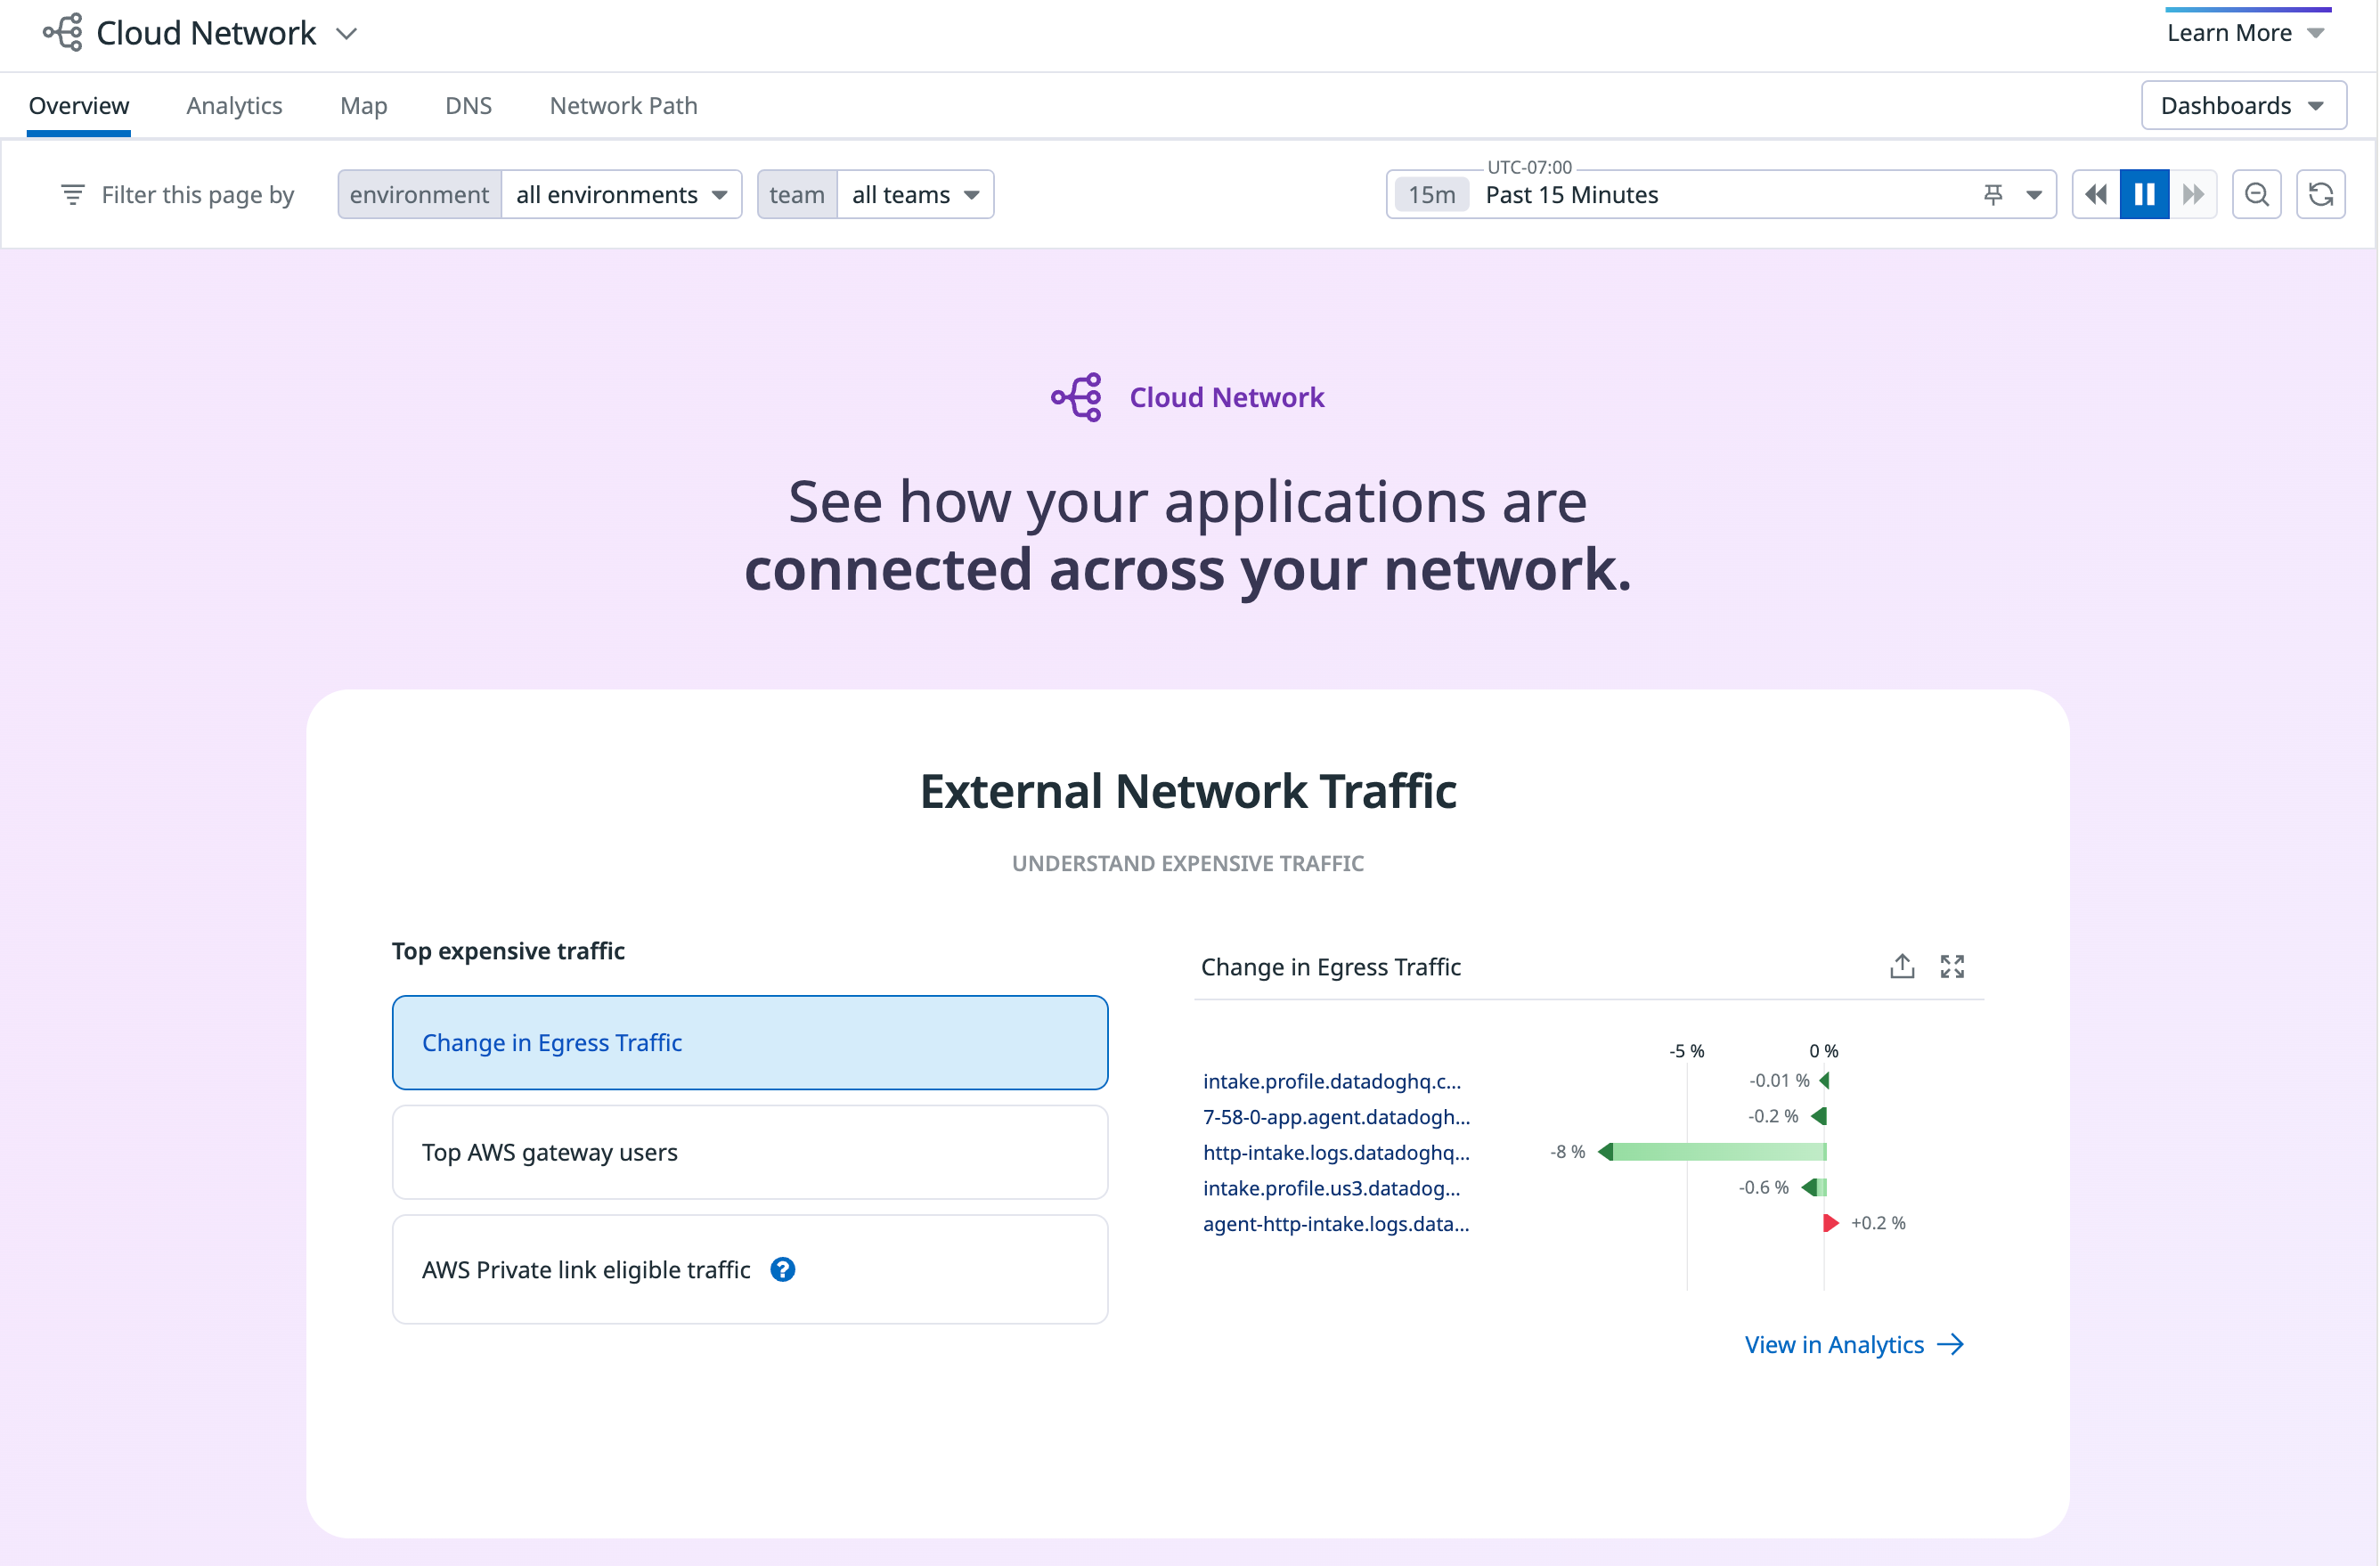 Cloud Network
Learn More
Overview
Analytics
Map
DNS
Network Path
Dashboards
Filter this page by
environment
all environments
team
all teams
UTC-07:00
15m
Past 15 Minutes
Cloud Network
See how your applications are
connected across your network.
External Network Traffic
UNDERSTAND EXPENSIVE TRAFFIC
Top expensive traffic
Change in Egress Traffic
Top AWS gateway users
AWS Private link eligible traffic
?
Change in Egress Traffic
-5 %
0 %
intake.profile.datadoghq.c...
-0.01 %
7-58-0-app.agent.datadogh...
-0.2 %
http-intake.logs.datadoghq...
-8 %
intake.profile.us3.datadog...
-0.6 %
agent-http-intake.logs.data...
+0.2 %
View in Analytics